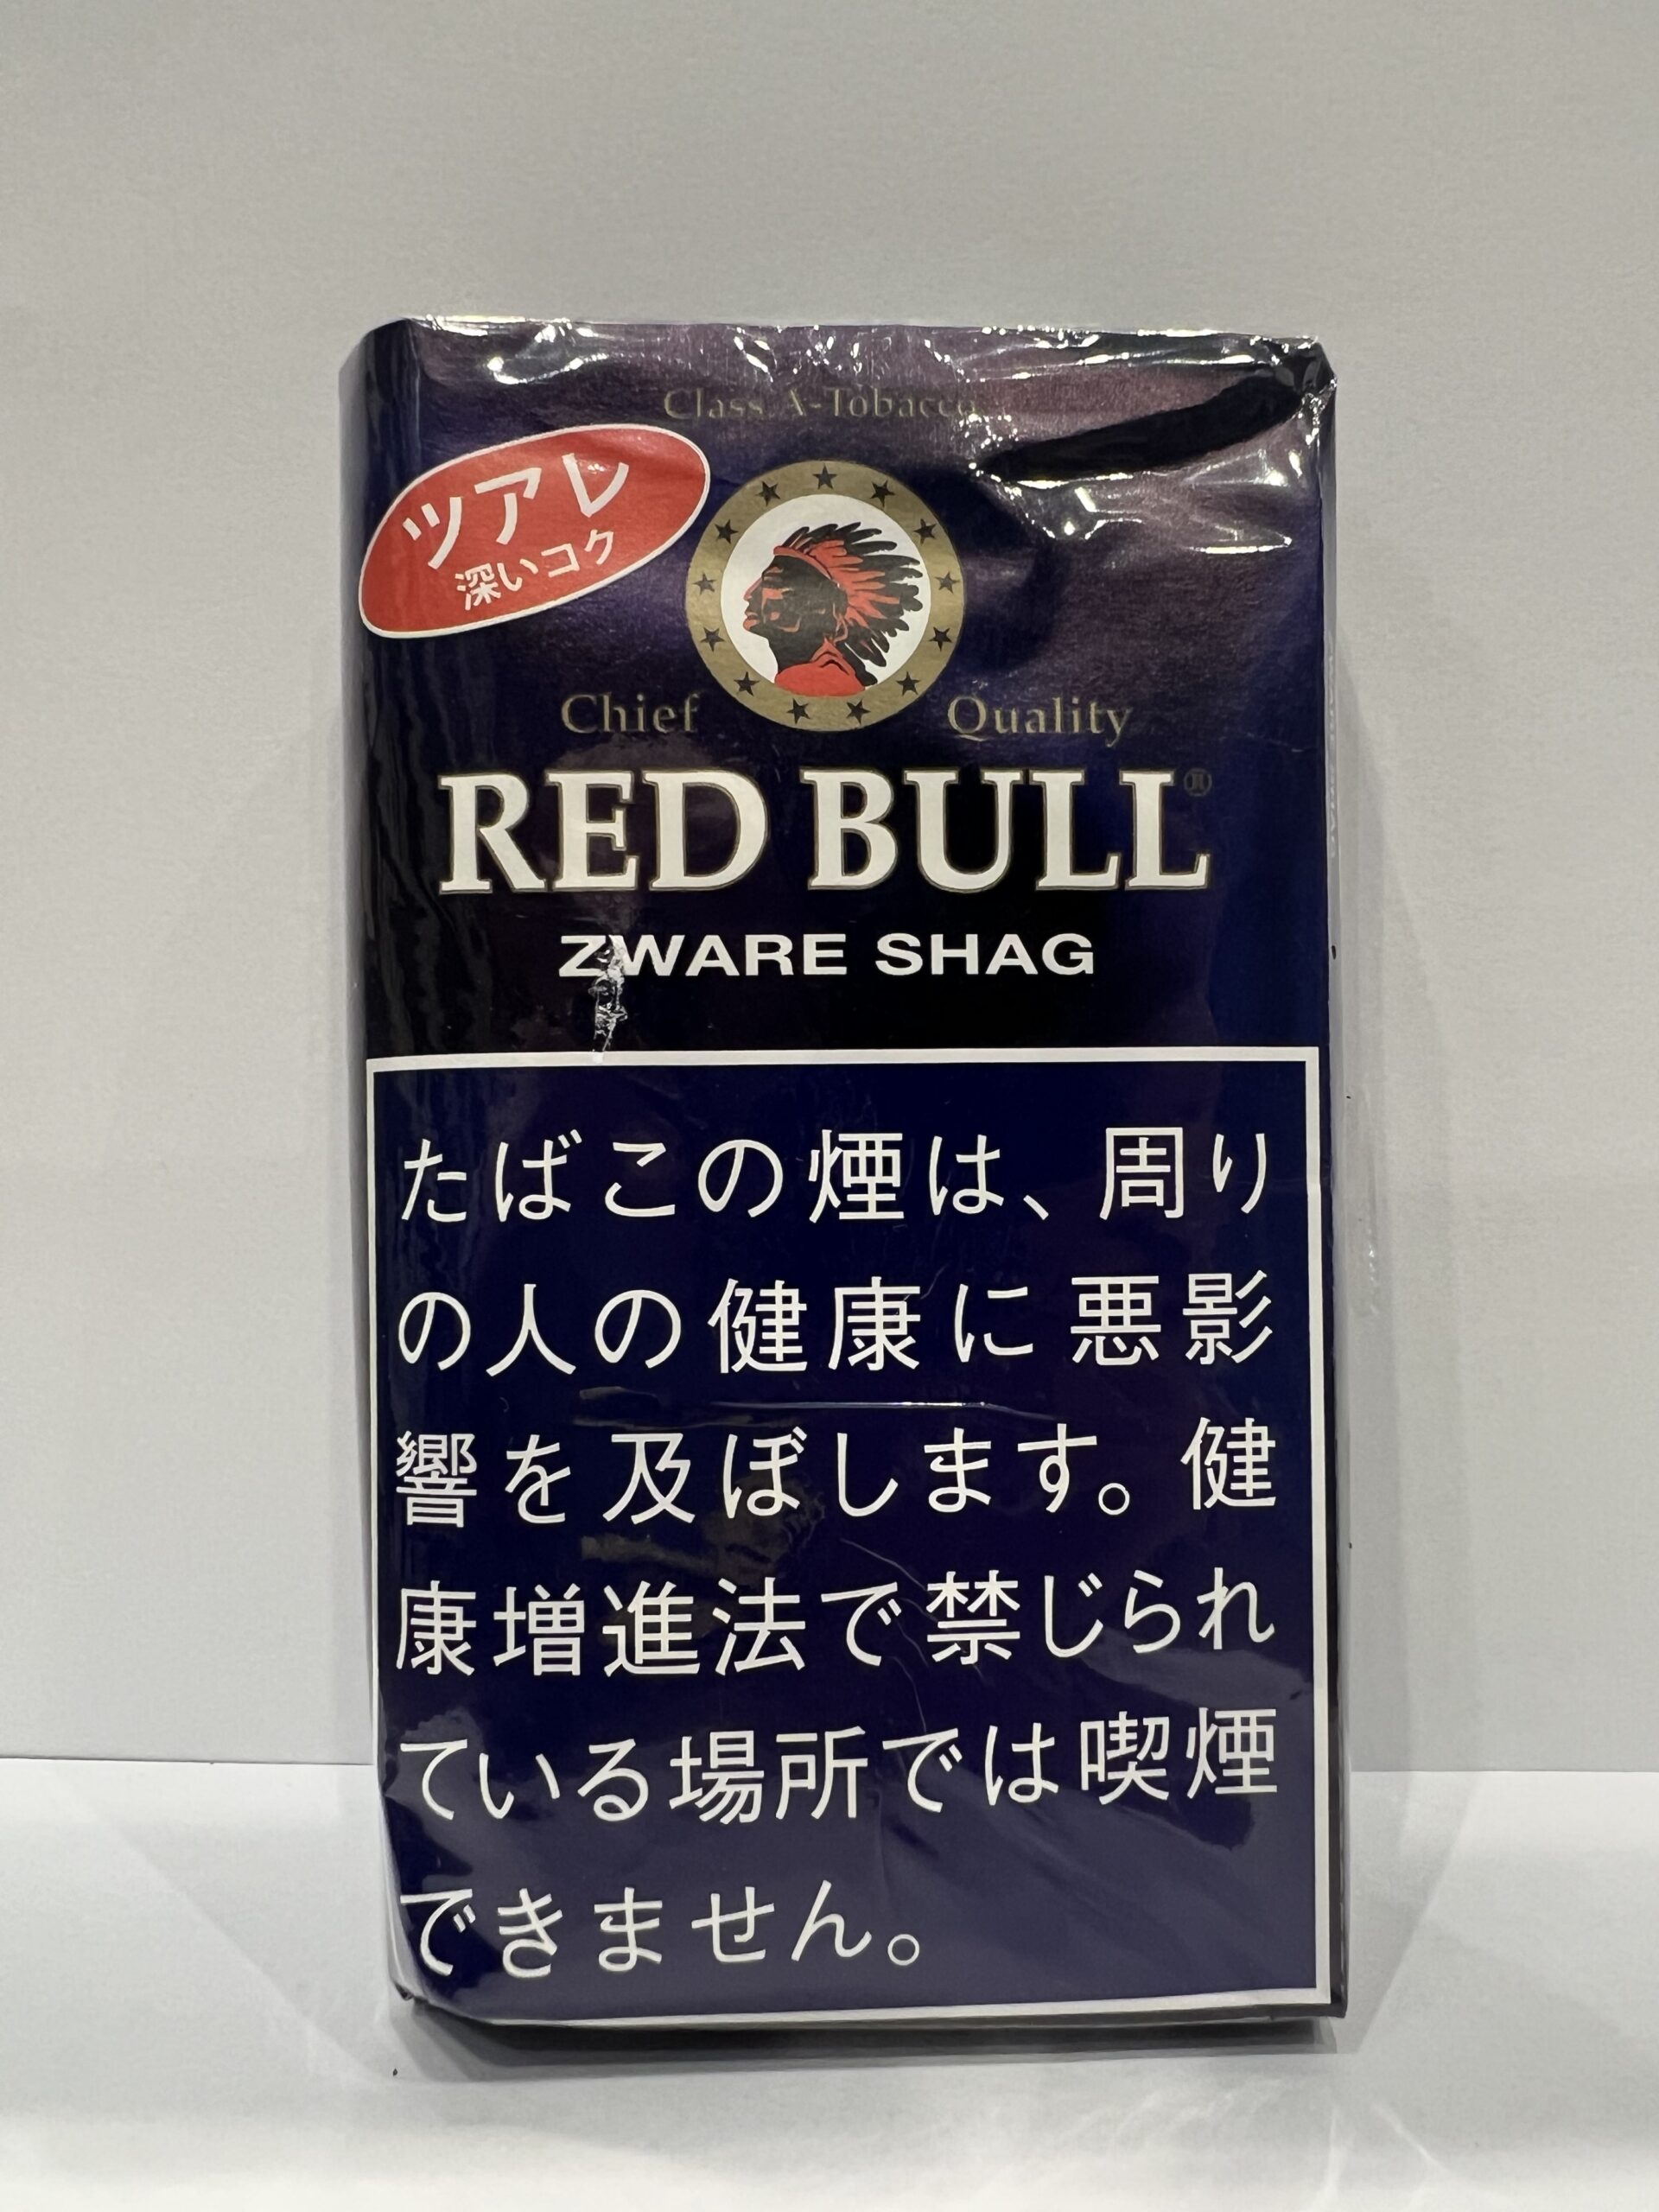 Class A-Tobacco
ツアレ
深いコク
Chief Quality
RED BULL®
ZWARE SHAG
たばこの煙は、周り
の人の健康に悪影
響を及ぼします。健
康増進法で禁じられ
ている場所では喫煙
できません。